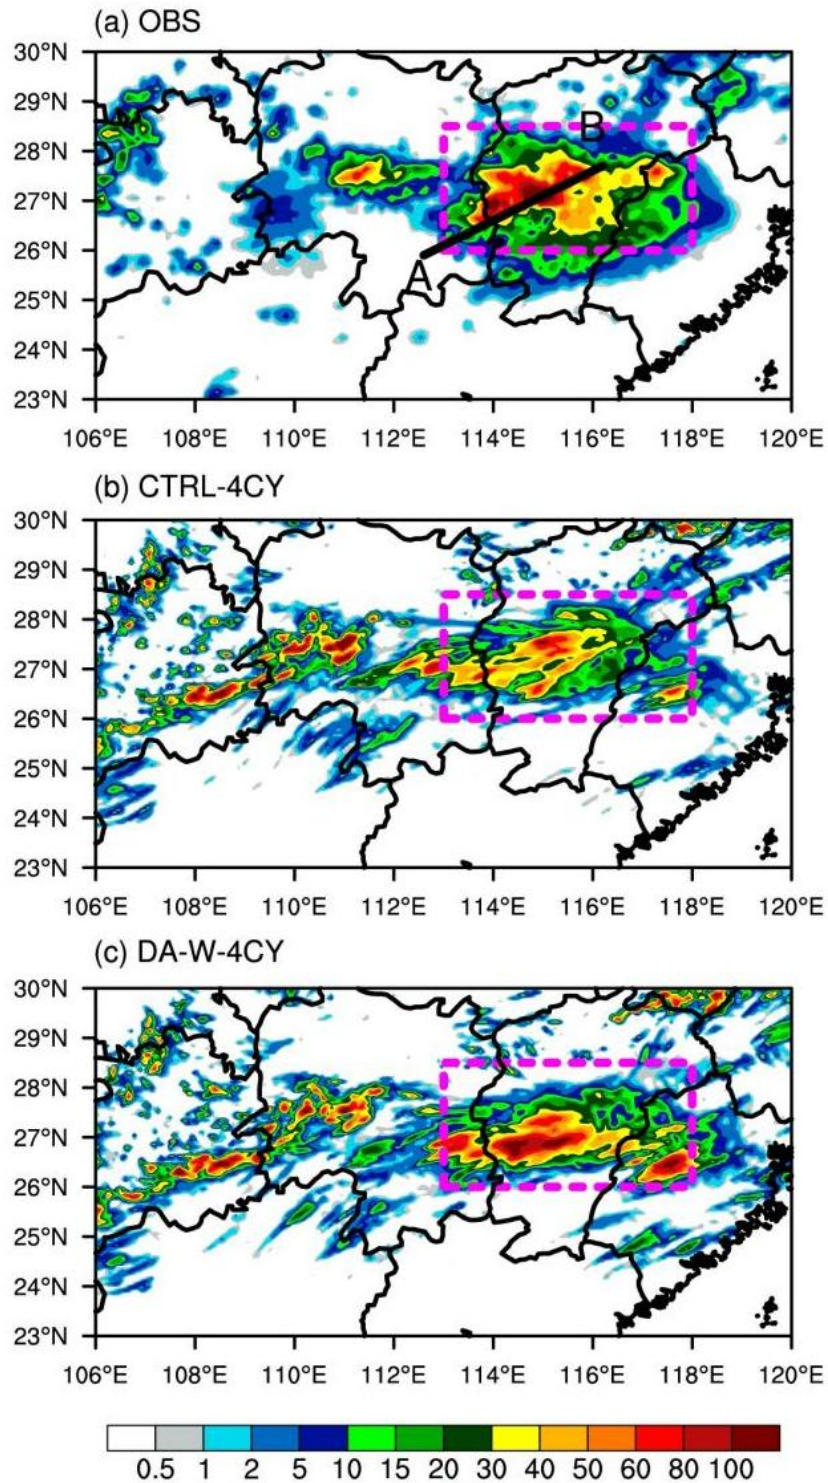 (a) OBS
30°N
29°N
28°N
27°N
26°N
25°N
24°N
23°N
B
A
106°E 108°E 110°E 112°E 114°E 116°E 118°E 120°E
(b) CTRL-4CY
30°N
29°N
28°N
27°N
26°N
25°N
24°N
23°N
106°E 108°E 110°E 112°E 114°E 116°E 118°E 120°E
(c) DA-W-4CY
30°N
29°N
28°N
27°N
26°N
25°N
24°N
23°N
106°E 108°E 110°E 112°E 114°E 116°E 118°E 120°E
0.5 1 2 5 10 15 20 30 40 50 60 80 100